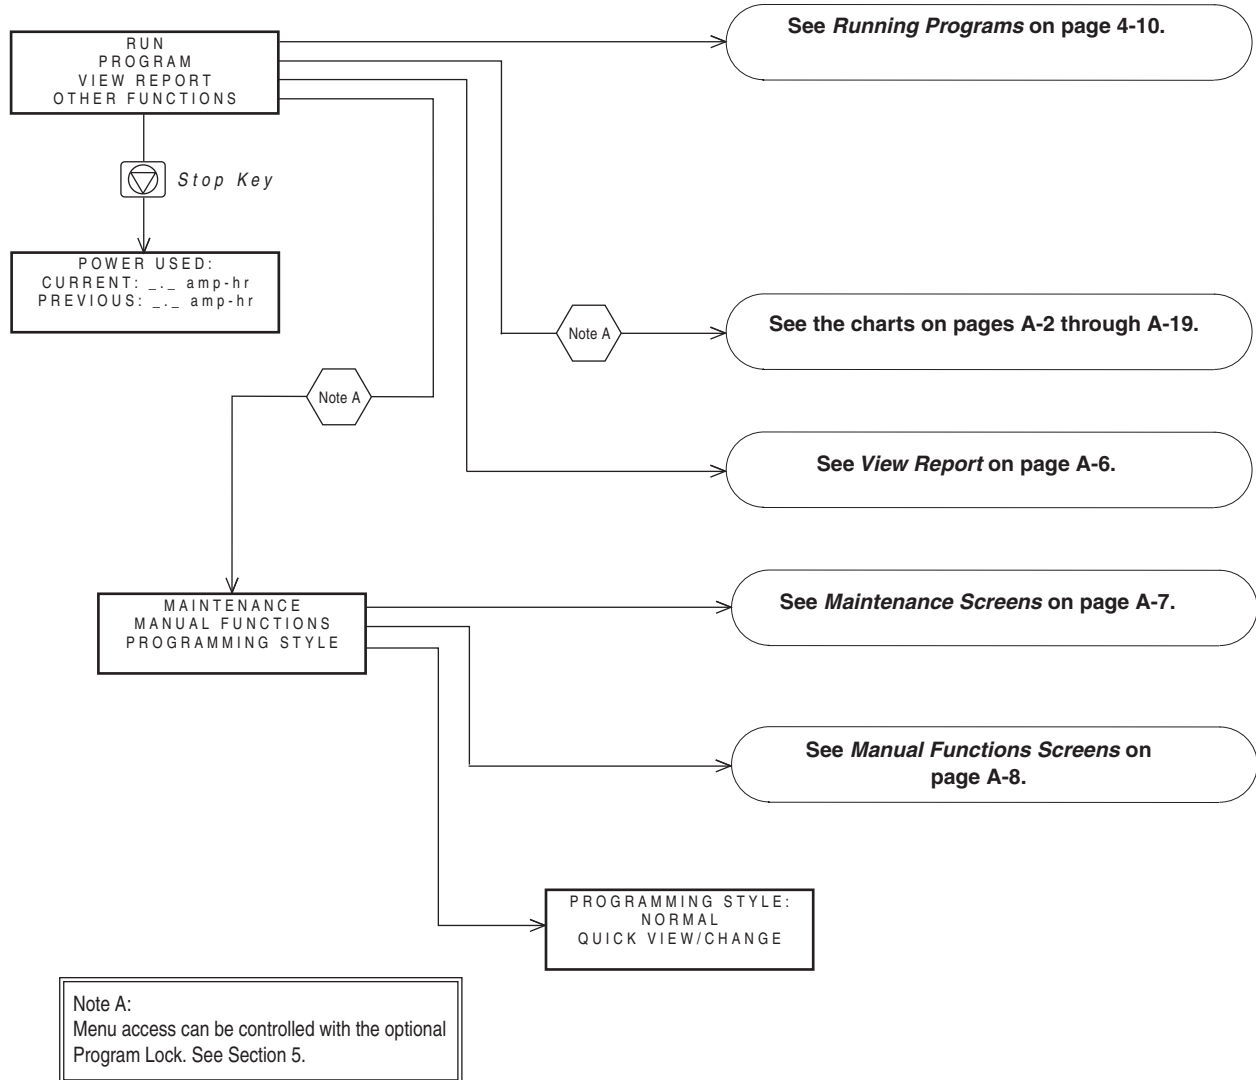 See Running Programs on page 4-10.
RUN
PROGRAM
VIEW REPORT
OTHER FUNCTIONS
Stop Key
POWER USED:
CURRENT: _._ amp-hr
PREVIOUS: _._ amp-hr
Note A
See the charts on pages A-2 through A-19.
Note A
See View Report on page A-6.
MAINTENANCE
MANUAL FUNCTIONS
PROGRAMMING STYLE
See Maintenance Screens on page A-7.
See Manual Functions Screens on
page A-8.
PROGRAMMING STYLE:
NORMAL
QUICK VIEW/CHANGE
Note A:
Menu access can be controlled with the optional
Program Lock. See Section 5.